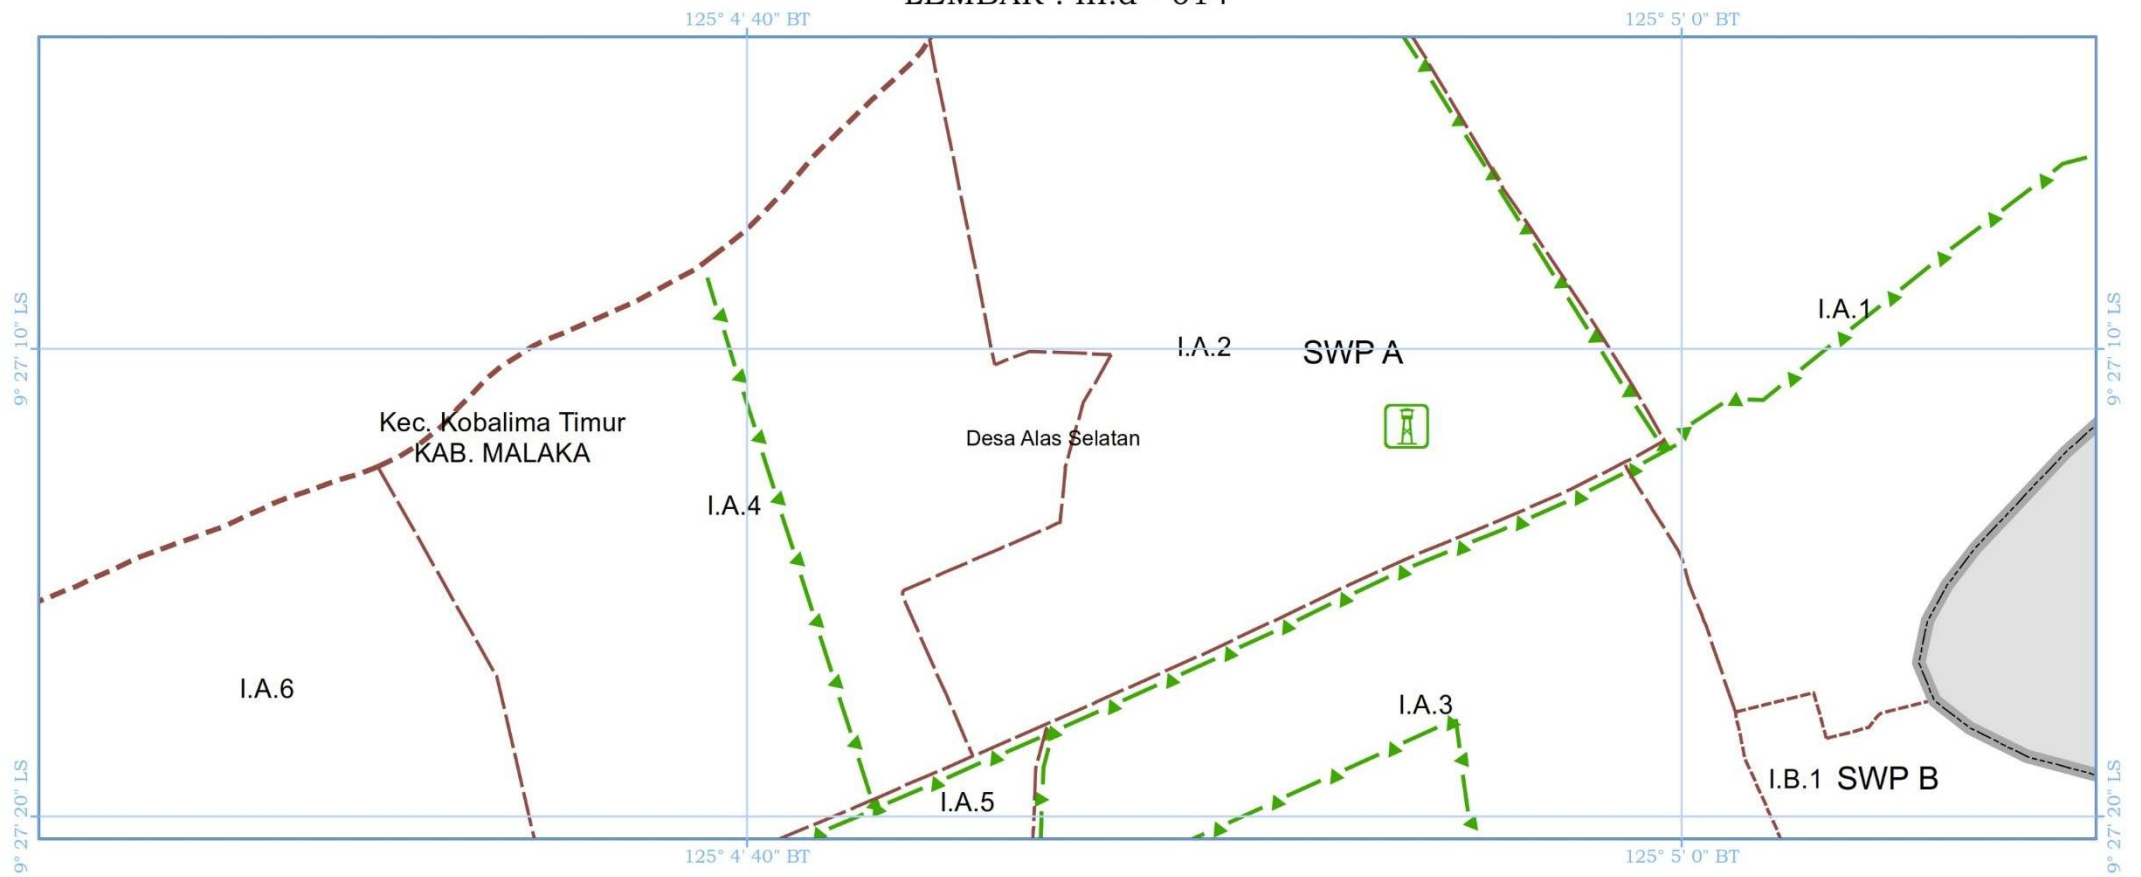 125° 4' 40" BT
125° 5' 0" BT
I.A.1
9° 27' 10" LS
9° 27' 10" LS
I.A.2
SWP A
Kec. Kobalima Timur
KAB. MALAKA
Desa Alas Selatan
I.A.4
I.A.6
I.A.3
I.B.1 SWP B
I.A.5
9° 27' 20" LS
9° 27' 20" LS
125° 4' 40" BT
125° 5' 0" BT